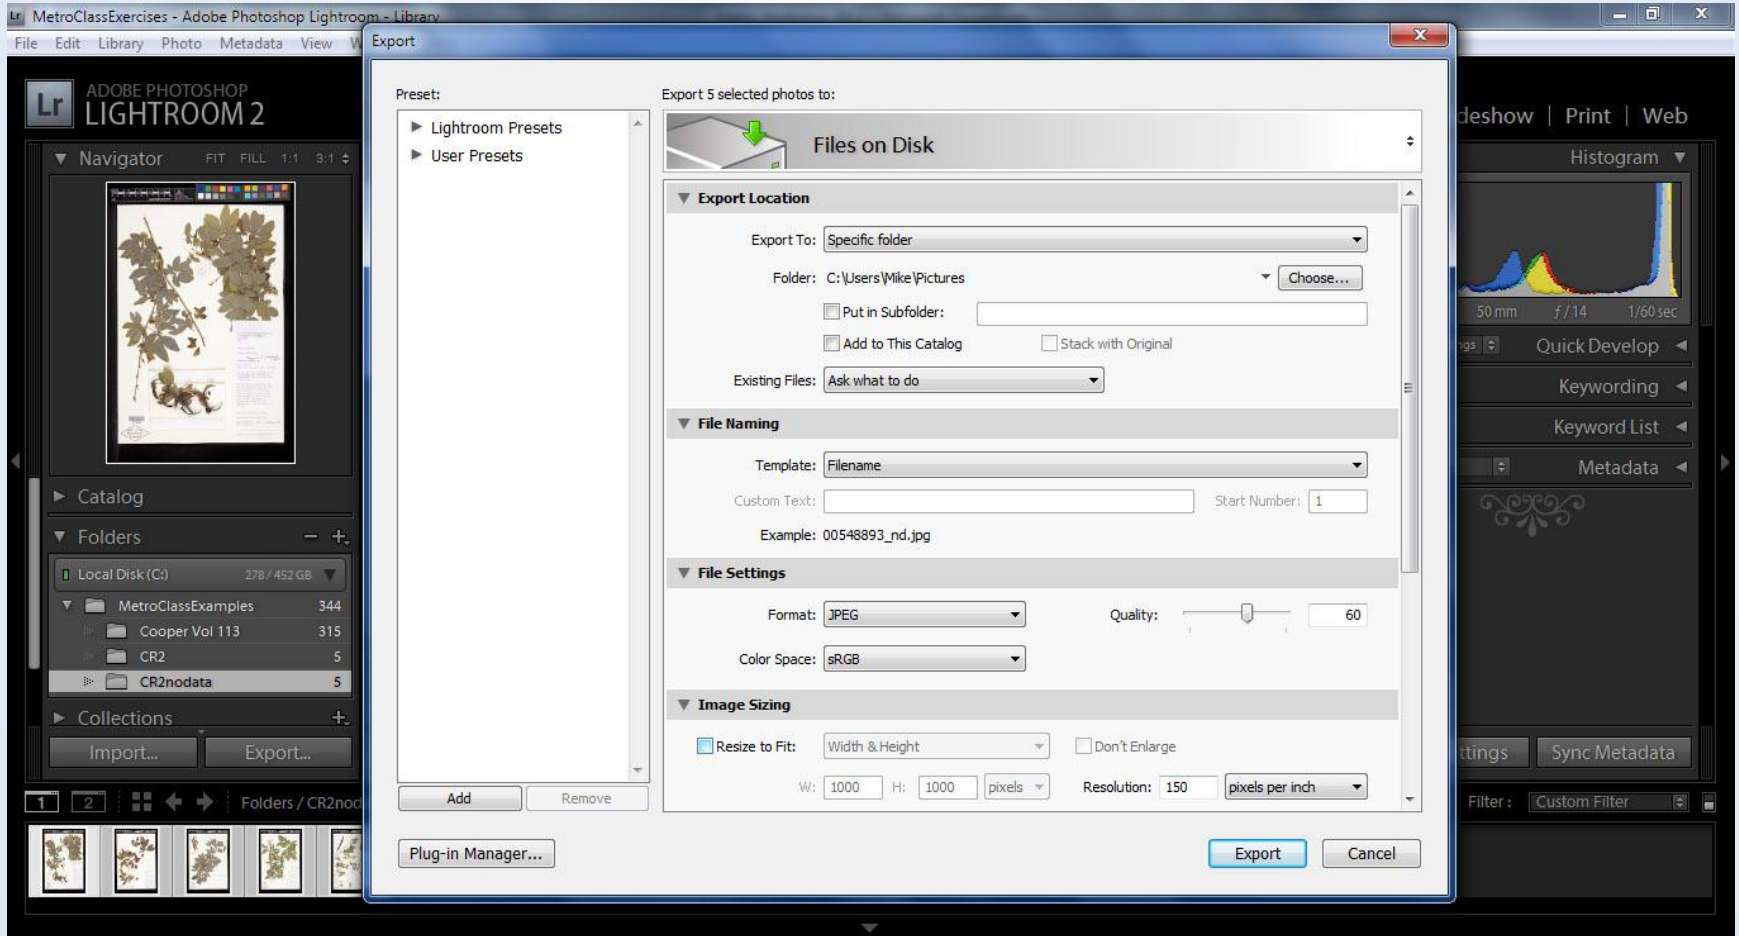 Lr MetroClassExercises - Adobe Photoshop Lightroom - Library
File Edit Library Photo Metadata View W
Export
Lr ADOBE PHOTOSHOP
LIGHTROOM 2
deshow | Print | Web
Navigator FIT FILL 1:1 3:1
Catalog
Folders
Local Disk (C:) 278 / 452 GB
MetroClassExamples 344
Cooper Vol 113 315
CR2 5
CR2nodata 5
Collections
Import... Export...
1 2 Folders / CR2nod
Preset:
Lightroom Presets
User Presets
Add Remove
Plug-in Manager...
Export 5 selected photos to:
Files on Disk
Export Location
Export To: Specific folder
Folder: C:\Users\Mike\Pictures Choose...
Put in Subfolder:
Add to This Catalog Stack with Original
Existing Files: Ask what to do
File Naming
Template: Filename
Custom Text: Start Number: 1
Example: 00548893_nd.jpg
File Settings
Format: JPEG Quality: 60
Color Space: sRGB
Image Sizing
Resize to Fit: Width & Height Don't Enlarge
W: 1000 H: 1000 pixels Resolution: 150 pixels per inch
Export Cancel
Histogram
50 mm f / 14 1/60 sec
ngs Quick Develop
Keywording
Keyword List
Metadata
ttings Sync Metadata
Filter : Custom Filter